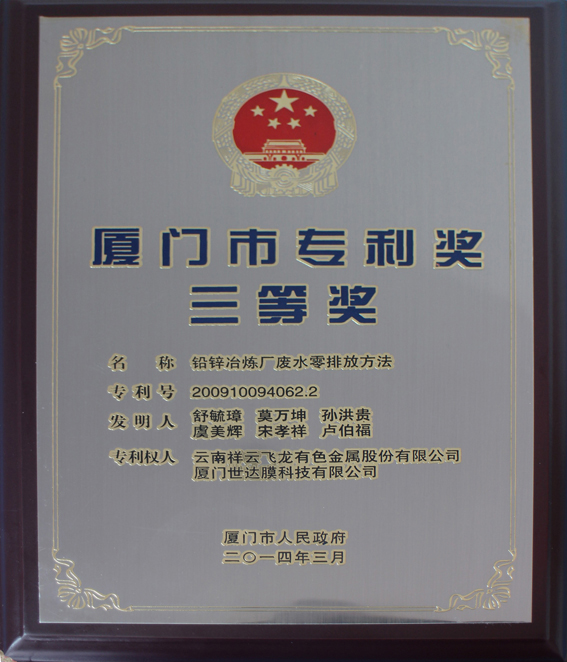 厦门市专利奖
三等奖
名称 铅锌冶炼厂废水零排放方法
专利号 200910094062.2
发明人 舒毓璋 莫万坤 孙洪贵
虞美辉 宋孝祥 卢伯福
专利权人 云南祥云飞龙有色金属股份有限公司
厦门世达膜科技有限公司
厦门市人民政府
二〇一四年三月